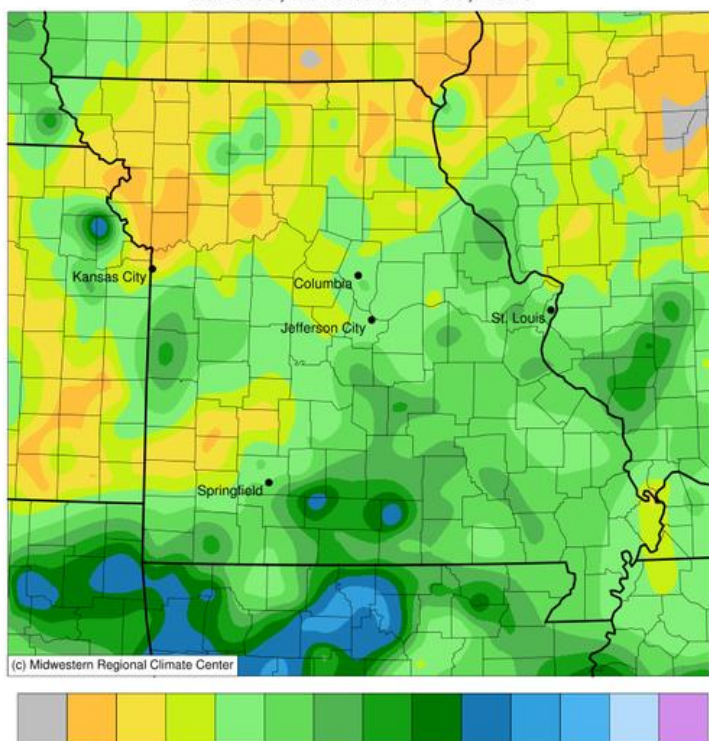 Kansas City
Columbia
Jefferson City
St. Louis
Springfield
(c) Midwestern Regional Climate Center